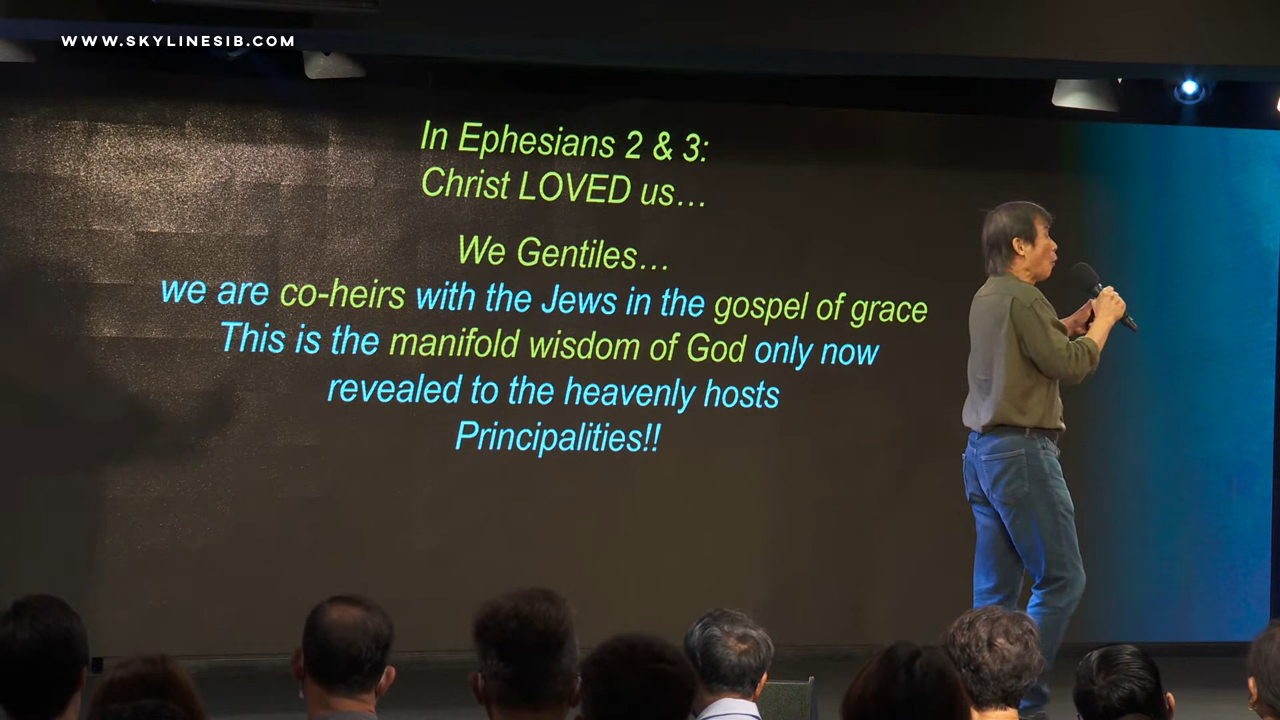 WWW.SKYLINESIB.COM
In Ephesians 2 & 3:
Christ LOVED us...
We Gentiles...
we are co-heirs with the Jews in the gospel of grace
This is the manifold wisdom of God only now
revealed to the heavenly hosts
Principalities!!